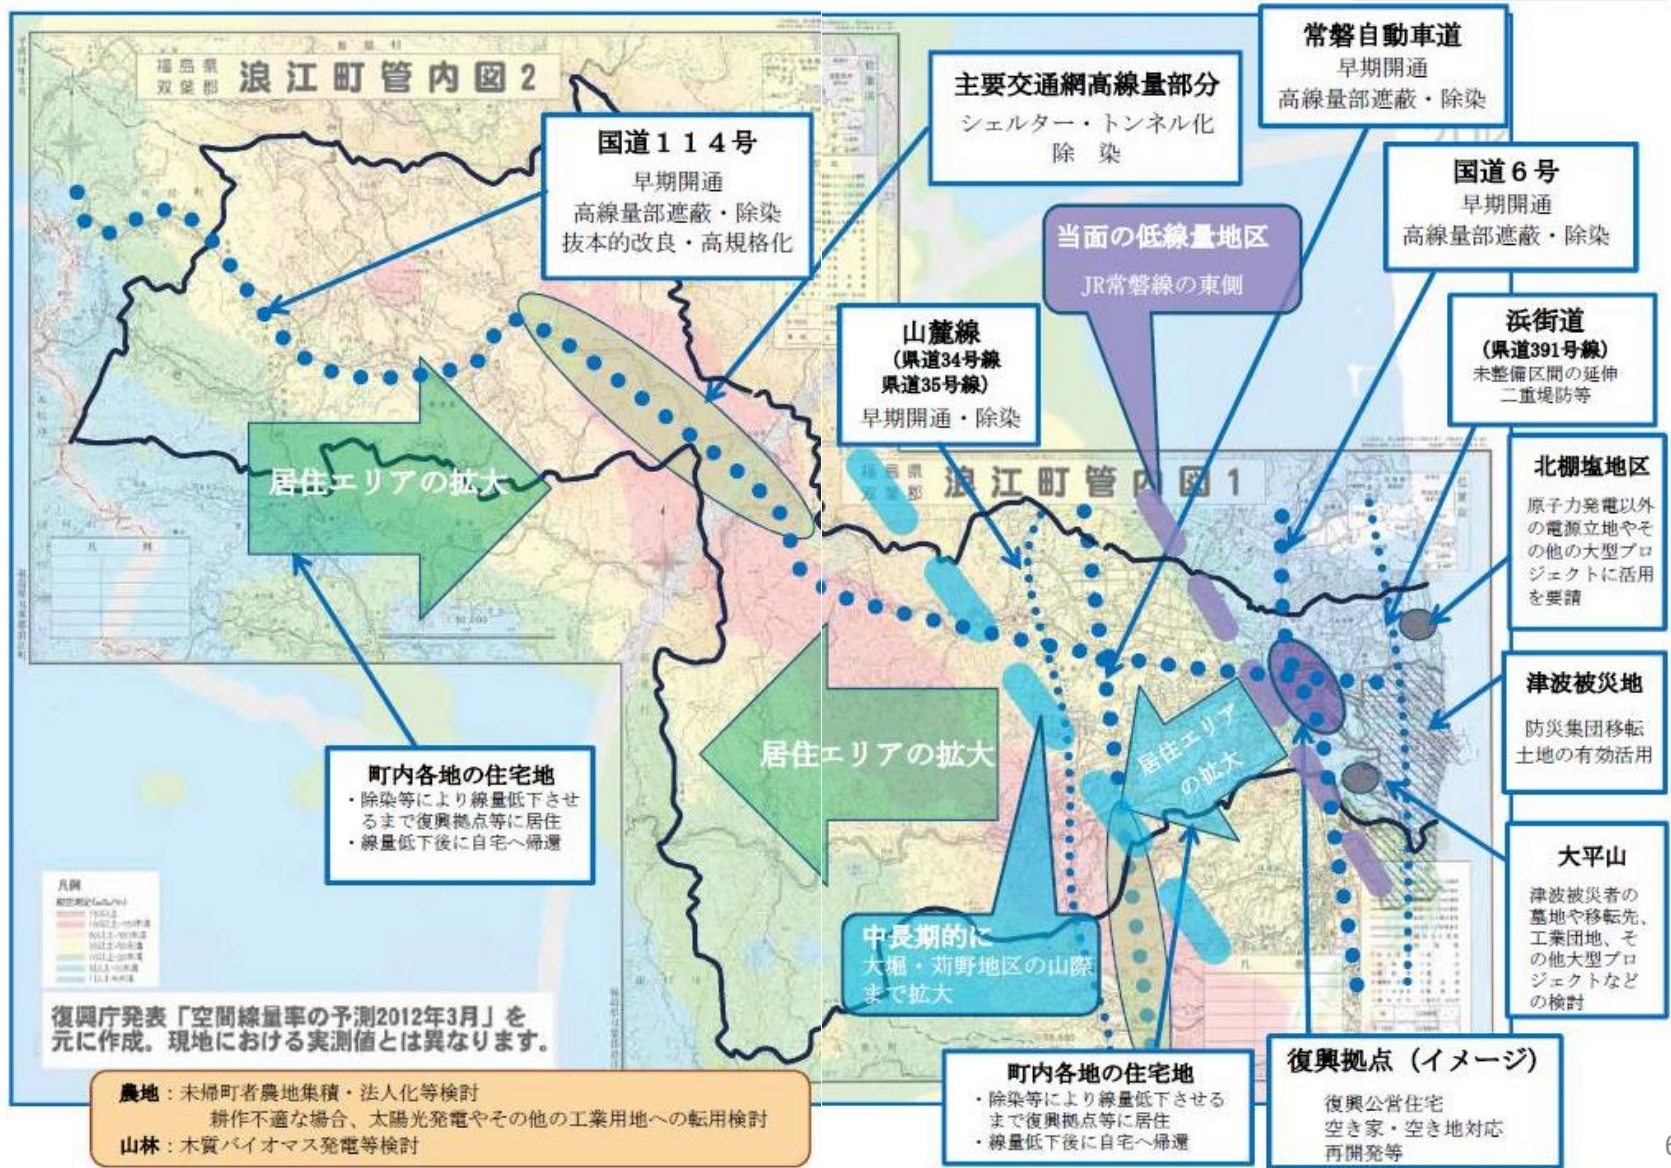 福島県
双葉郡
浪江町管内図2
国道114号
早期開通
高線量部遮蔽・除染
抜本的改良・高規格化
主要交通網高線量部分
シェルター・トンネル化
除 染
常磐自動車道
早期開通
高線量部遮蔽・除染
国道6号
早期開通
高線量部遮蔽・除染
当面の低線量地区
JR常磐線の東側
山麓線
(県道34号線
県道35号線)
早期開通・除染
浜街道
(県道391号線)
未整備区間の延伸
二重堤防等
福島県
双葉郡
浪江町管内図1
北棚塩地区
原子力発電以外
の電源立地やそ
の他の大型プロ
ジェクトに活用
を要請
居住エリアの拡大
津波被災地
防災集団移転
土地の有効活用
居住エリアの拡大
居住エリア
の拡大
町内各地の住宅地
・除染等により線量低下させ
るまで復興拠点等に居住
・線量低下後に自宅へ帰還
大平山
津波被災者の
墓地や移転先、
工業団地、そ
の他大型プロ
ジェクトなど
の検討
中長期的に
大堀・苅野地区の山際
まで拡大
凡例
復興庁発表「空間線量率の予測2012年3月」を
元に作成。現地における実測値とは異なります。
町内各地の住宅地
・除染等により線量低下させる
まで復興拠点等に居住
・線量低下後に自宅へ帰還
復興拠点（イメージ）
復興公営住宅
空き家・空き地対応
再開発等
農地：未帰町者農地集積・法人化等検討
耕作不適な場合、太陽光発電やその他の工業用地への転用検討
山林：木質バイオマス発電等検討